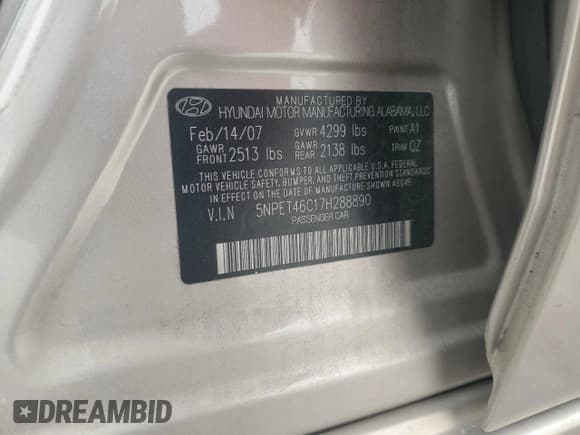 MANUFACTURED BY
HYUNDAI MOTOR MANUFACTURING ALABAMA, LLC
Feb/14/07 GVWR 4299 lbs PAINT A1
GAWR FRONT 2513 lbs GAWR REAR 2138 lbs TRIM QZ
THIS VEHICLE CONFORMS TO ALL APPLICABLE U.S.A. FEDERAL
MOTOR VEHICLE SAFETY, BUMPER, AND THEFT PREVENTION STANDARDS
IN EFFECT ON THE DATE OF MANUFACTURE SHOWN ABOVE.
V.I.N 5NPET46C17H288890
PASSENGER CAR
DREAMBID